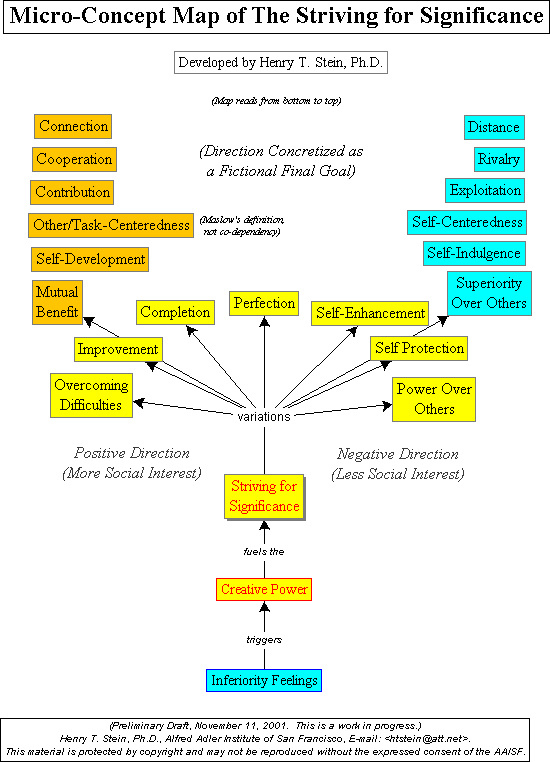 Micro-Concept Map of The Striving for Significance
Developed by Henry T. Stein, Ph.D.
(Map reads from bottom to top)
(Direction Concretized as
a Fictional Final Goal)
Connection
Cooperation
Contribution
Other/Task-Centeredness
(Maslow's definition,
not co-dependency)
Self-Development
Mutual
Benefit
Distance
Rivalry
Exploitation
Self-Centeredness
Self-Indulgence
Superiority
Over Others
Completion
Perfection
Self-Enhancement
Improvement
Self Protection
Overcoming
Difficulties
Power Over
Others
variations
Positive Direction
(More Social Interest)
Negative Direction
(Less Social Interest)
Striving for
Significance
fuels the
Creative Power
triggers
Inferiority Feelings
(Preliminary Draft, November 11, 2001.  This is a work in progress.)
Henry T. Stein, Ph.D., Alfred Adler Institute of San Francisco, E-mail: <htstein@att.net>.
This material is protected by copyright and may not be reproduced without the expressed consent of the AAISF.